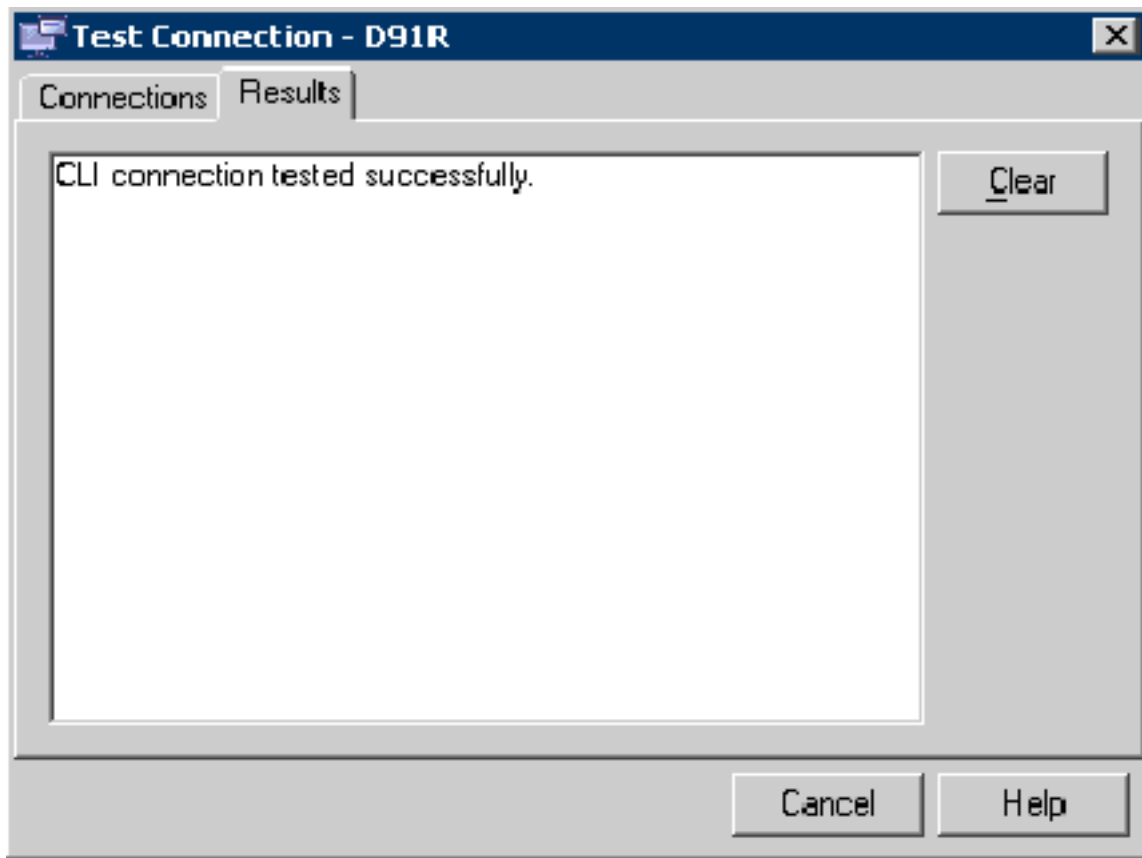 Test Connection - D91R
Connections Results
CLI connection tested successfully.
Clear
Cancel Help